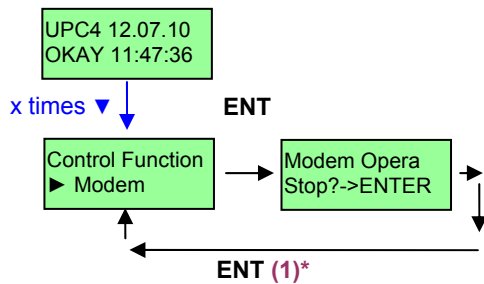 UPC4 12.07.10
OKAY 11:47:36
x times ▼
ENT
Control Function
► Modem
Modem Opera
Stop?->ENTER
ENT (1)*